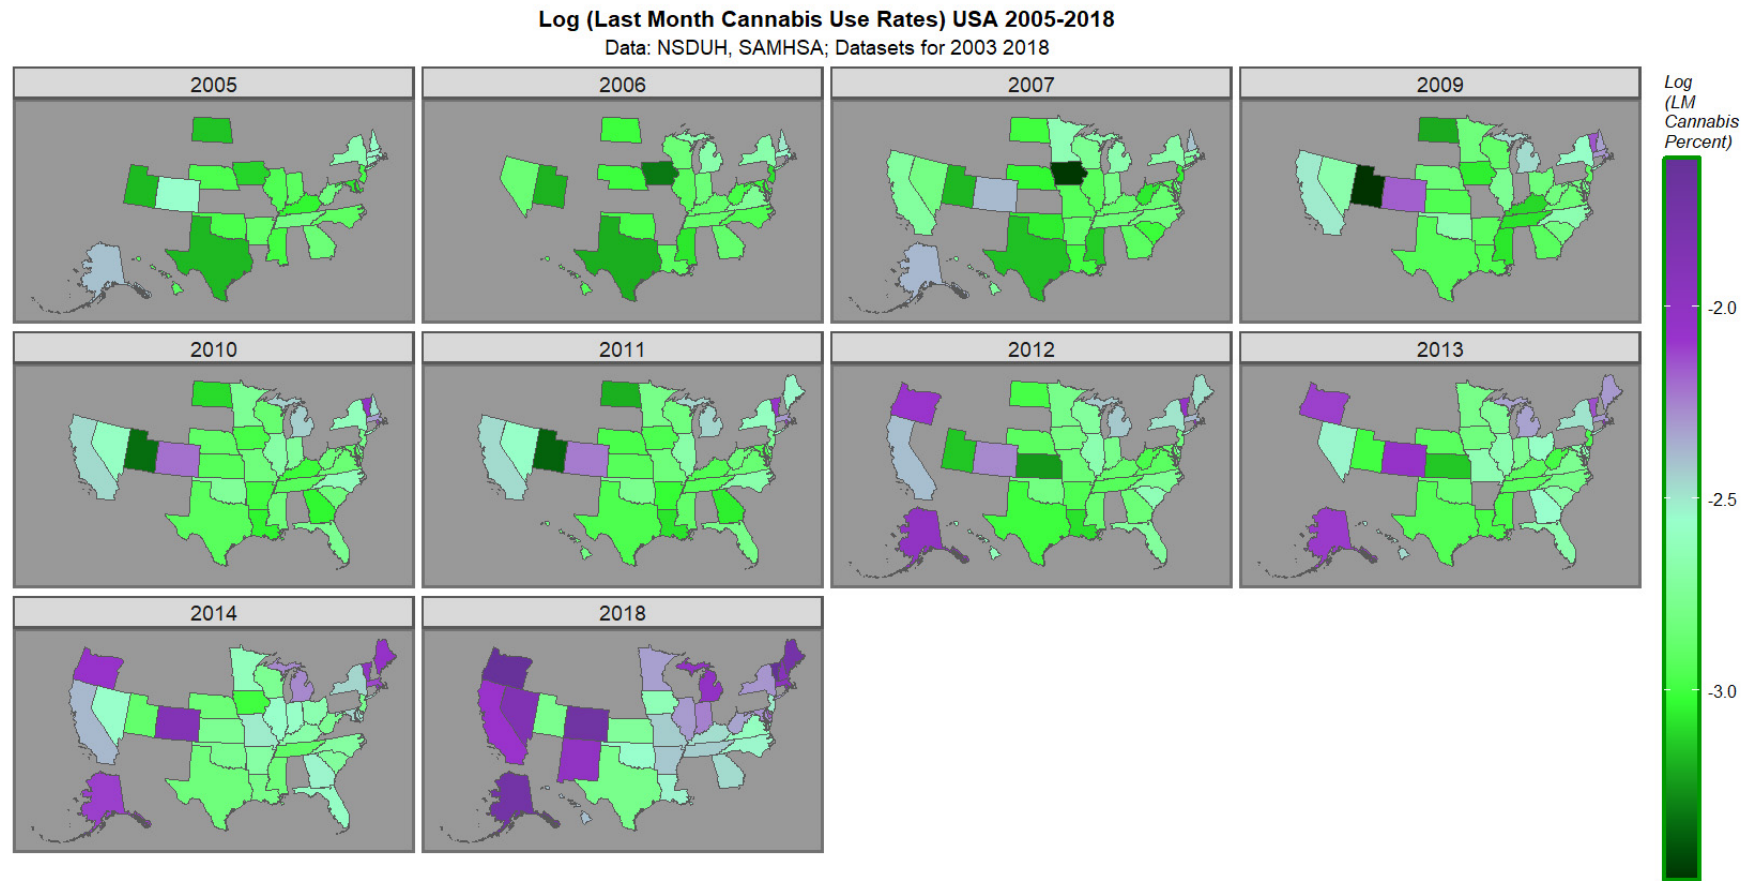 Log (Last Month Cannabis Use Rates) USA 2005-2018
Data: NSDUH, SAMHSA; Datasets for 2003 2018
2005
2006
2007
2009
Log
(LM
Cannabis
Percent)
-2.0
-2.5
-3.0
2010
2011
2012
2013
2014
2018